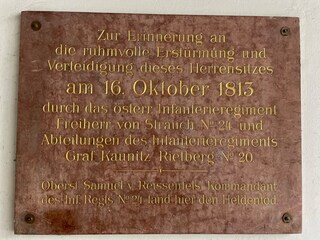 Zur Erinnerung an
die ruhmvolle Erstürmung und
Verteidigung dieses Herrensitzes
am 16. Oktober 1813
durch das österr. Infanterieregiment
Freiherr von Strauch No 24 und
Abteilungen des Infanterieregiments
Graf Kaunitz Rietberg No 20
Oberst Samuel v. Reissenfels, Kommandant
des Inf. Regts. No 24 fand hier den Heldentod